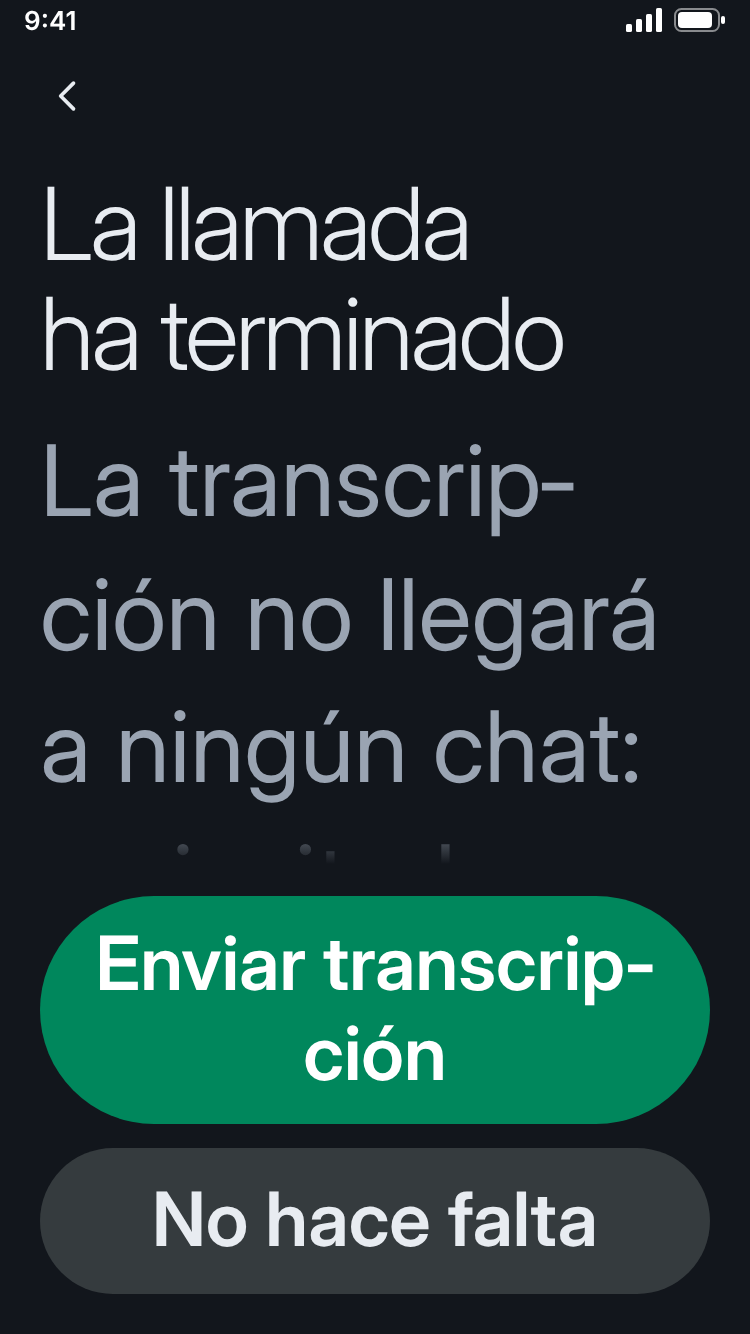 9:41
La llamada
ha terminado
La transcrip-
ción no llegará
a ningún chat:
Enviar transcrip-
ción
No hace falta